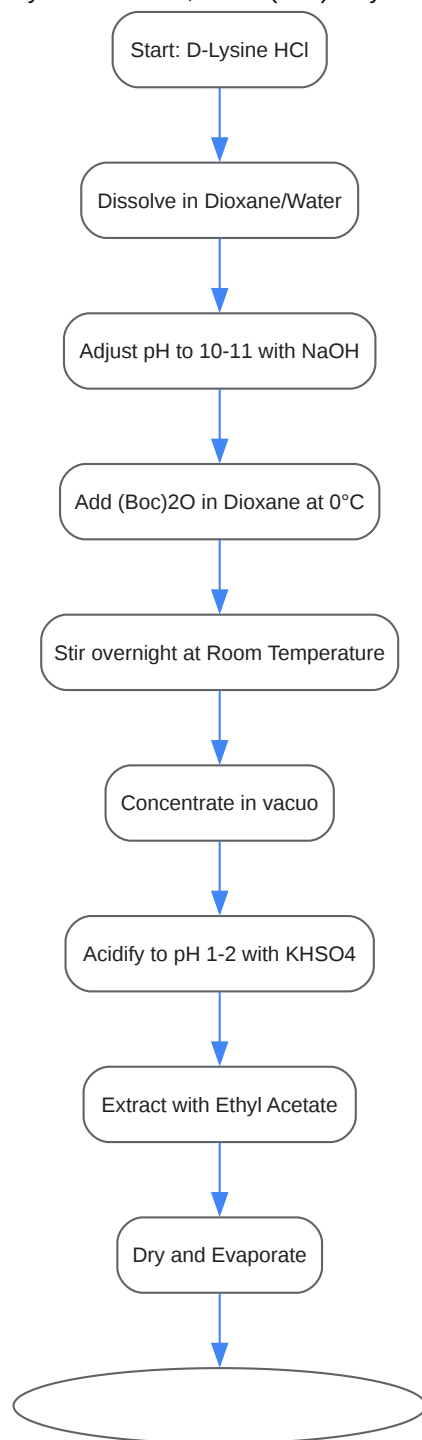 Start: D-Lysine HCl
Dissolve in Dioxane/Water
Adjust pH to 10-11 with NaOH
Add (Boc)2O in Dioxane at 0°C
Stir overnight at Room Temperature
Concentrate in vacuo
Acidify to pH 1-2 with KHSO4
Extract with Ethyl Acetate
Dry and Evaporate